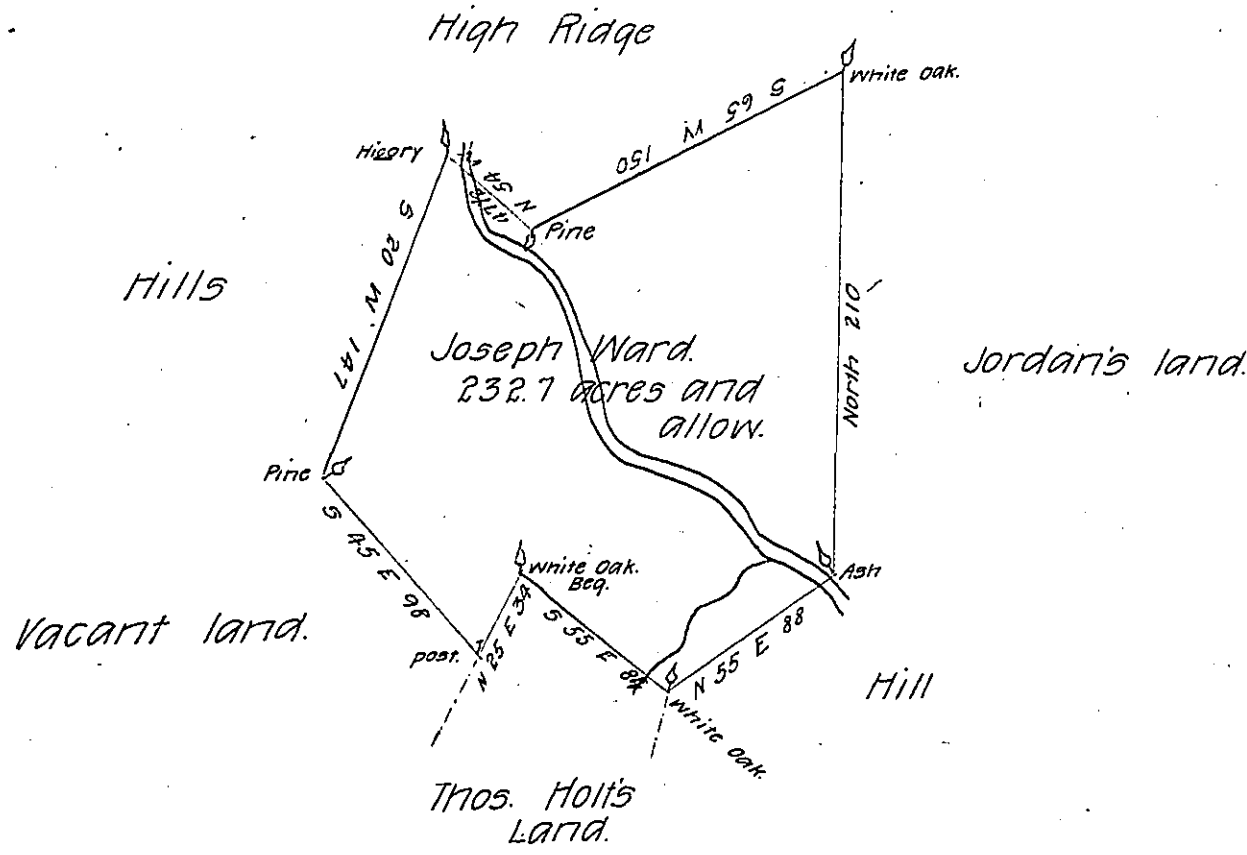 High Ridge
White Oak.
S 65 W 150
Hicory
N 54
Pine
S 20 W. 147
Hills
North 210
Joseph Ward.
232.7 acres and
allow.
Jordan's land.
Pine
S 45 E 98
White Oak.
Beg.
Ash
S 55 E
N 55 E 88
Vacant land.
Post.
N 25 E 34
Hill
White Oak.
Thos. Holt's
Land.